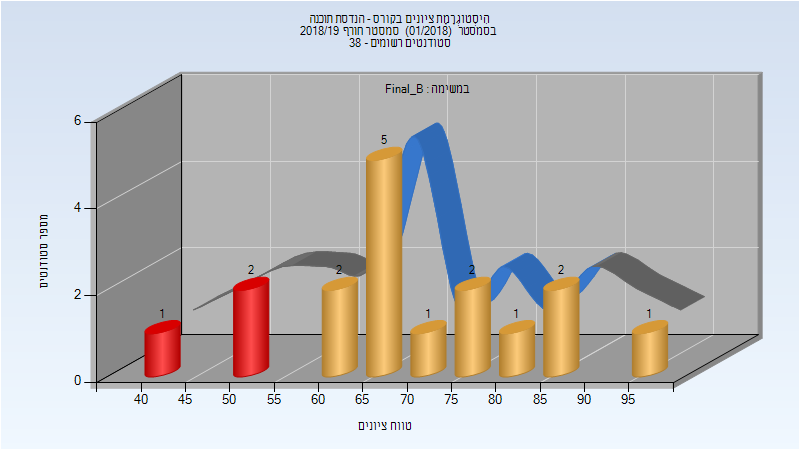 היסטוגרמת ציונים בקורס - הנדסת תוכנה
בסמסטר (01/2018) סמסטר חורף 2018/19
סטודנטים רשומים - 38
במשימה : Final_B
מספר סטודנטים
6
4
2
0
1
2
2
5
1
2
1
2
1
40 45 50 55 60 65 70 75 80 85 90 95
טווח ציונים